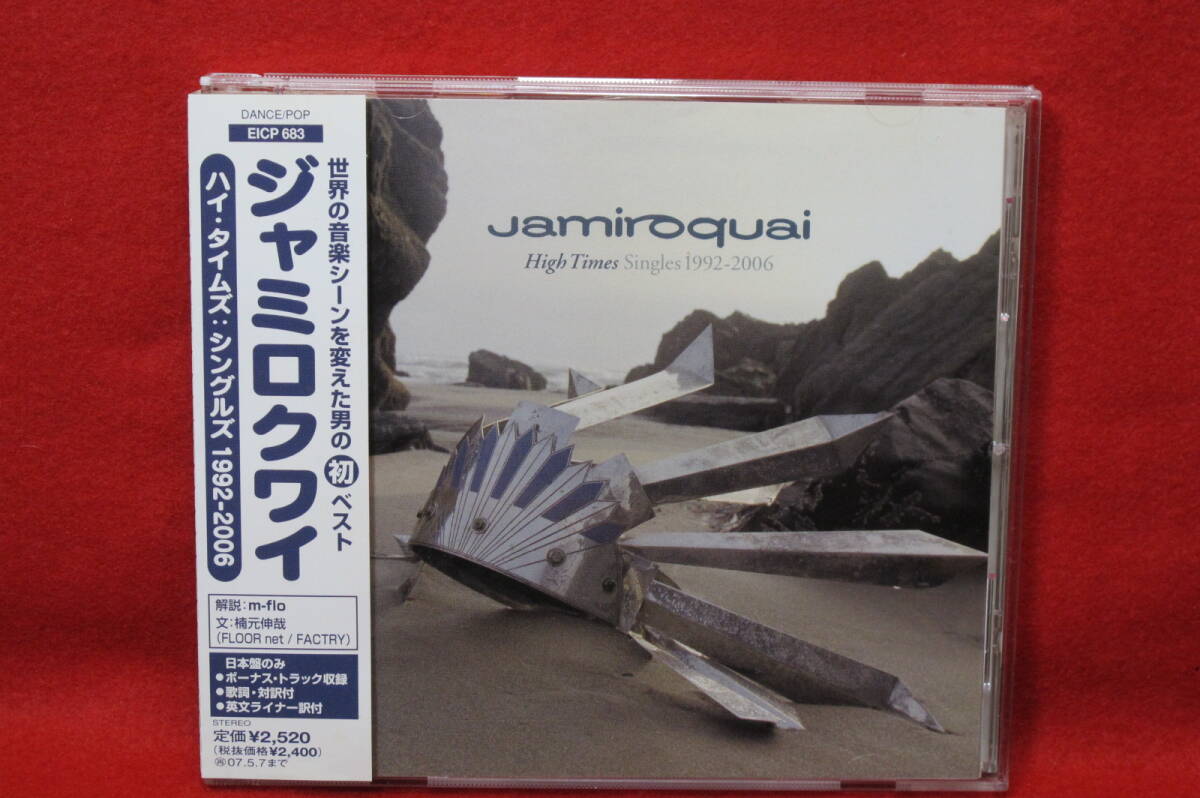 DANCE/POP
EICP 683
世界の音楽シーンを変えた男の初ベスト
ジャミロクワイ
ハイ・タイムズ:シングルズ 1992-2006
解説:m-flo
文:楠元伸哉
(FLOOR net / FACTRY)
日本盤のみ
●ボーナス・トラック収録
●歌詞・対訳付
●英文ライナー訳付
STEREO
定価¥2,520
(税抜価格¥2,400)
㋿07.5.7まで
Jamiroquai
High Times Singles 1992-2006